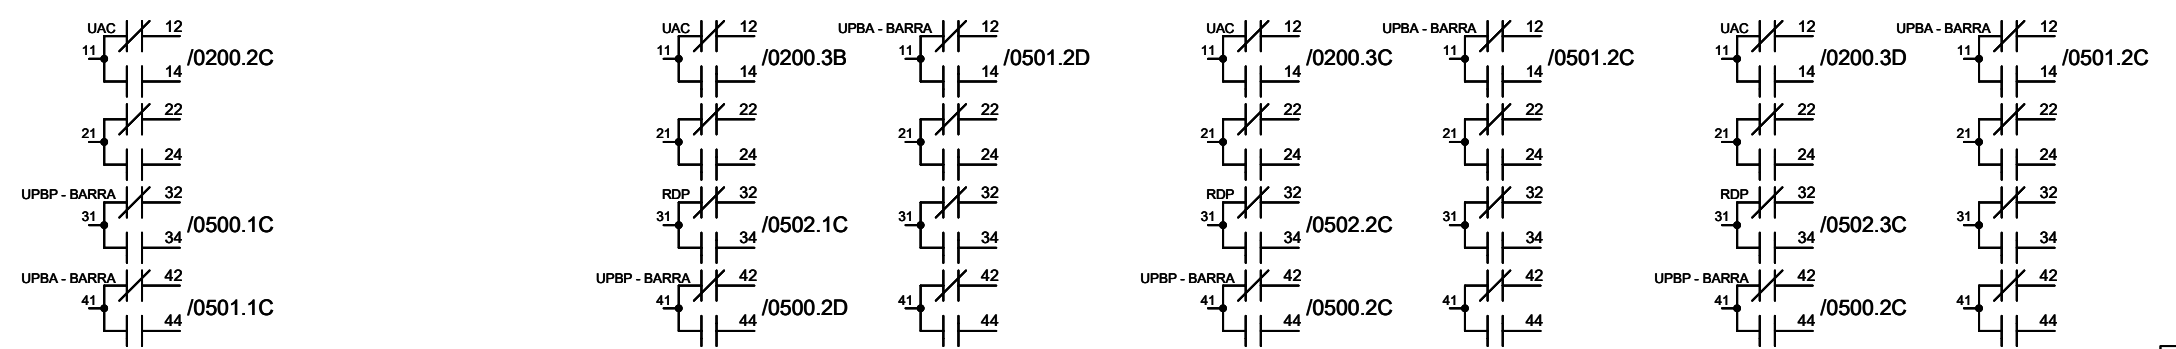 UAC 12 UAC 12 UPBA - BARRA 12 UAC 12 UPBA - BARRA 12 UAC 12 UPBA - BARRA 12
11 /0200.2C 11 /0200.3B 11 /0501.2D 11 /0200.3C 11 /0501.2C 11 /0200.3D 11 /0501.2C
14 14 14 14 14 14 14
22 22 22 22 22 22 22
21 21 21 21 21 21 21
24 24 24 24 24 24 24
UPBP - BARRA 32 RDP 32 32 RDP 32 32 RDP 32 32
31 /0500.1C 31 /0502.1C 31 31 /0502.2C 31 31 /0502.3C 31
34 34 34 34 34 34 34
UPBA - BARRA 42 UPBP - BARRA 42 42 UPBP - BARRA 42 42 UPBP - BARRA 42 42
41 /0501.1C 41 /0500.2D 41 41 /0500.2C 41 41 /0500.2C 41
44 44 44 44 44 44 44